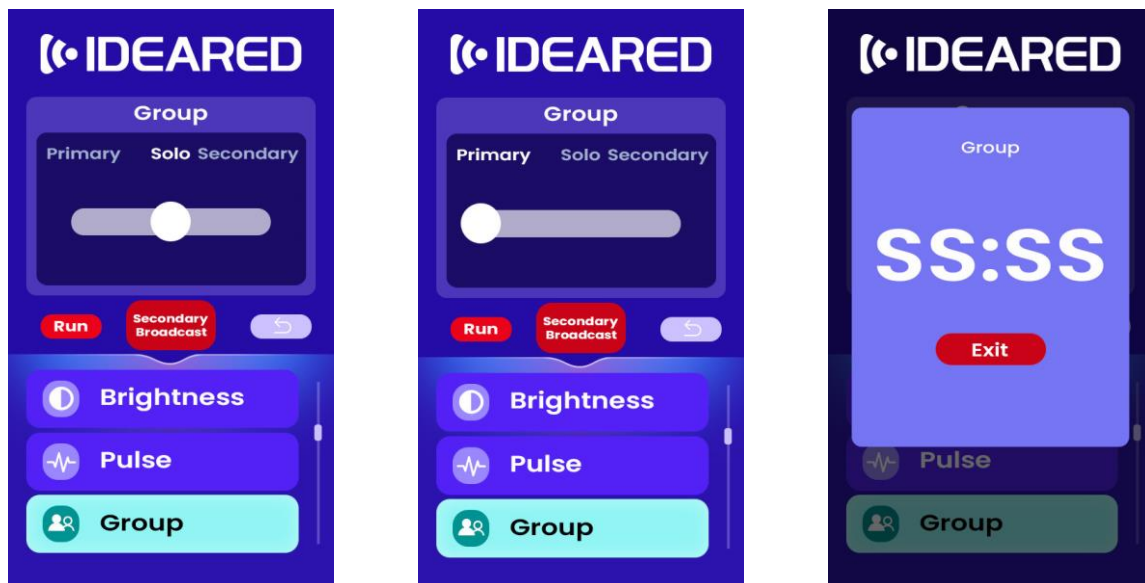 IDEARED
Group
Primary Solo Secondary
Run
Secondary
Broadcast
Brightness
Pulse
Group
IDEARED
Group
Primary Solo Secondary
Run
Secondary
Broadcast
Brightness
Pulse
Group
IDEARED
Group
SS:SS
Exit
Pulse
Group